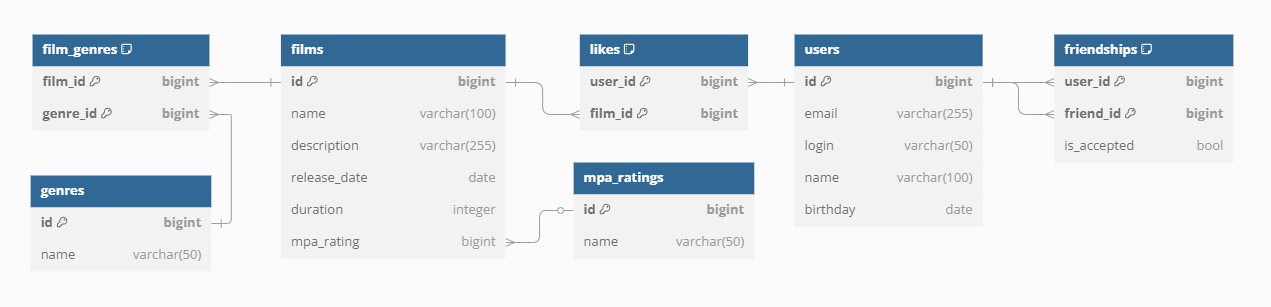 film_genres
film_id bigint
genre_id bigint
genres
id bigint
name varchar(50)
films
id bigint
name varchar(100)
description varchar(255)
release_date date
duration integer
mpa_rating bigint
likes
user_id bigint
film_id bigint
mpa_ratings
id bigint
name varchar(50)
users
id bigint
email varchar(255)
login varchar(50)
name varchar(100)
birthday date
friendships
user_id bigint
friend_id bigint
is_accepted bool